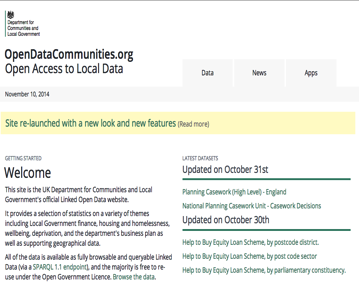 Department for
Communities and
Local Government
OpenDataCommunities.org
Open Access to Local Data
Data
News
Apps
November 10, 2014
Site re-launched with a new look and new features (Read more)
GETTING STARTED
Welcome
This site is the UK Department for Communities and Local
Government's official Linked Open Data website.
It provides a selection of statistics on a variety of themes
including Local Government finance, housing and homelessness,
wellbeing, deprivation, and the department's business plan as
well as supporting geographical data.
All of the data is available as fully browsable and queryable Linked
Data (via a SPARQL 1.1 endpoint), and the majority is free to re-
use under the Open Government Licence. Browse the data.
LATEST DATASETS
Updated on October 31st
Planning Casework (High Level) - England
National Planning Casework Unit - Casework Decisions
Updated on October 30th
Help to Buy Equity Loan Scheme, by postcode district.
Help to Buy Equity Loan Scheme, by post code sector
Help to Buy Equity Loan Scheme, by parliamentary constituency.